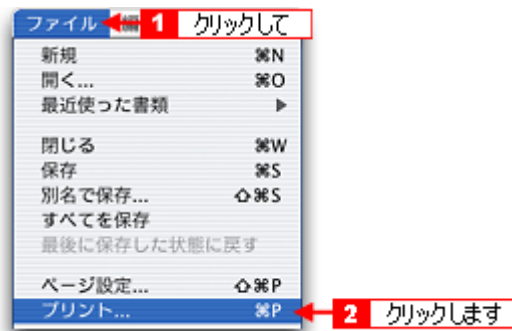 ファイル 1 クリックして
新規 ⌘N
開く... ⌘O
最近使った書類 ▶
閉じる ⌘W
保存 ⌘S
別名で保存... ⇧⌘S
すべてを保存
最後に保存した状態に戻す
ページ設定... ⇧⌘P
プリント... ⌘P 2 クリックします